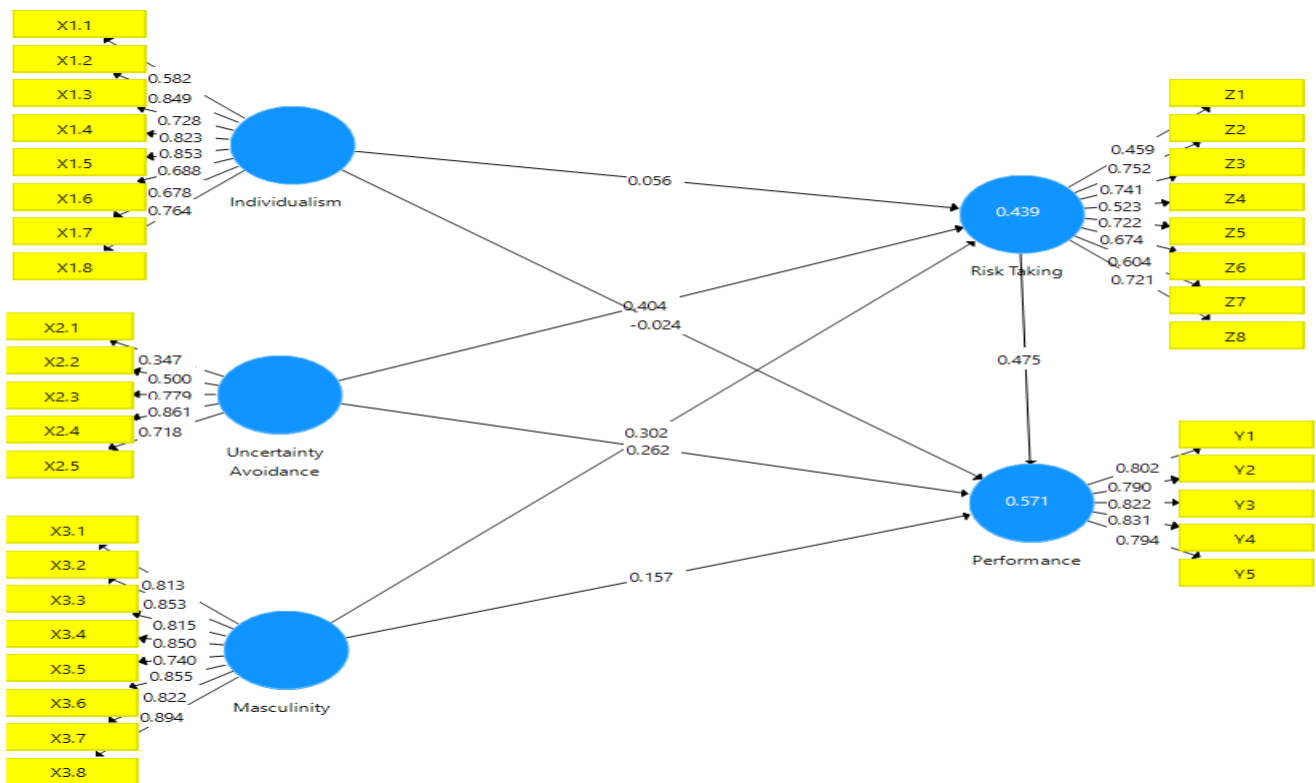 X1.1
X1.2
X1.3
X1.4
X1.5
X1.6
X1.7
X1.8
0.582
0.849
0.728
0.823
0.853
0.688
0.678
0.764
Individualism
X2.1
X2.2
X2.3
X2.4
X2.5
0.347
0.500
0.779
0.861
0.718
Uncertainty
Avoidance
X3.1
X3.2
X3.3
X3.4
X3.5
X3.6
X3.7
X3.8
0.813
0.853
0.815
0.850
0.740
0.855
0.822
0.894
Masculinity
0.056
0.404
-0.024
0.302
0.262
0.157
0.475
0.439
Risk Taking
0.459
0.752
0.741
0.523
0.722
0.674
0.604
0.721
Z1
Z2
Z3
Z4
Z5
Z6
Z7
Z8
0.571
Performance
0.802
0.790
0.822
0.831
0.794
Y1
Y2
Y3
Y4
Y5